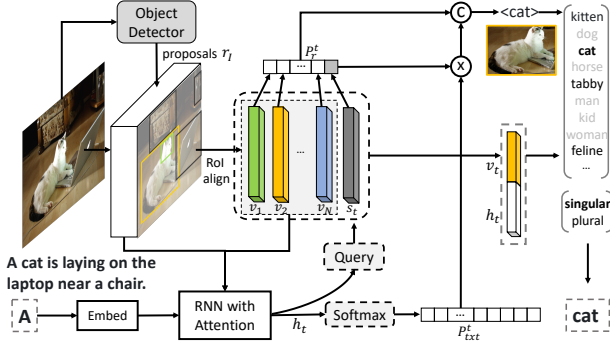 Object
Detector
proposals r_I
P_r^t
C
<cat>
kitten
dog
cat
horse
tabby
man
kid
woman
feline
...
x
RoI
align
...
...
v_1
v_2
v_N
s_t
v_t
h_t
singular
plural
A cat is laying on the
laptop near a chair.
Query
A
Embed
RNN with
Attention
h_t
Softmax
...
P_txt^t
cat